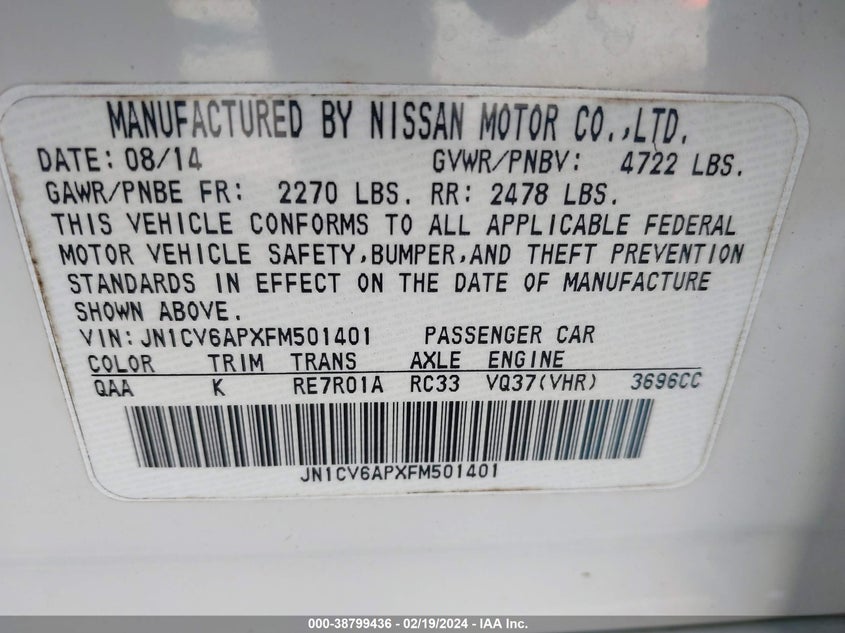 MANUFACTURED BY NISSAN MOTOR CO.,LTD.
DATE: 08/14 GVWR/PNBV: 4722 LBS.
GAWR/PNBE FR: 2270 LBS. RR: 2478 LBS.
THIS VEHICLE CONFORMS TO ALL APPLICABLE FEDERAL
MOTOR VEHICLE SAFETY,BUMPER,AND THEFT PREVENTION
STANDARDS IN EFFECT ON THE DATE OF MANUFACTURE
SHOWN ABOVE.
VIN: JN1CV6APXFM501401 PASSENGER CAR
COLOR TRIM TRANS AXLE ENGINE
QAA K RE7R01A RC33 VQ37(VHR) 3696CC
JN1CV6APXFM501401
000-38799436 - 02/19/2024 - IAA Inc.